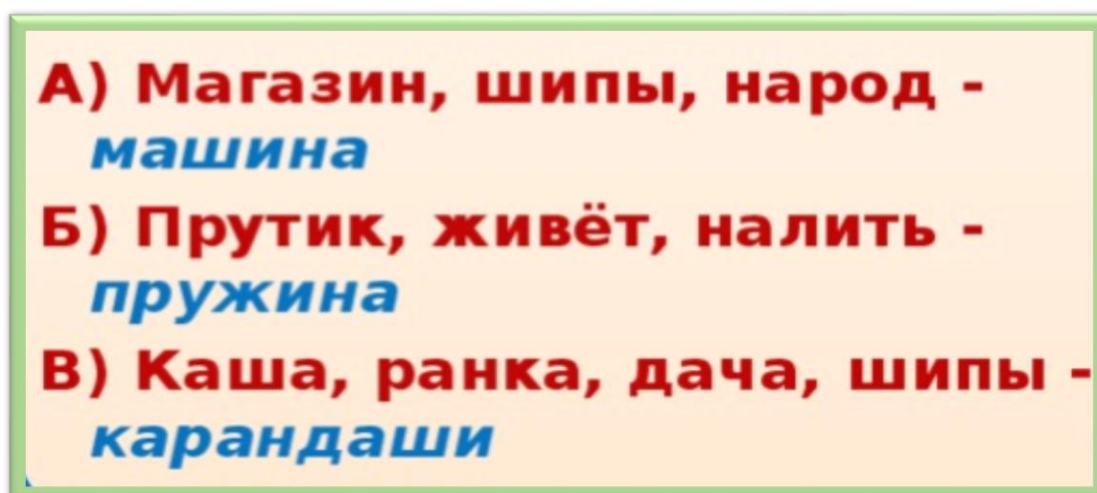 А) Магазин, шипы, народ -
машина
Б) Прутик, живёт, налить -
пружина
В) Каша, ранка, дача, шипы -
карандаши